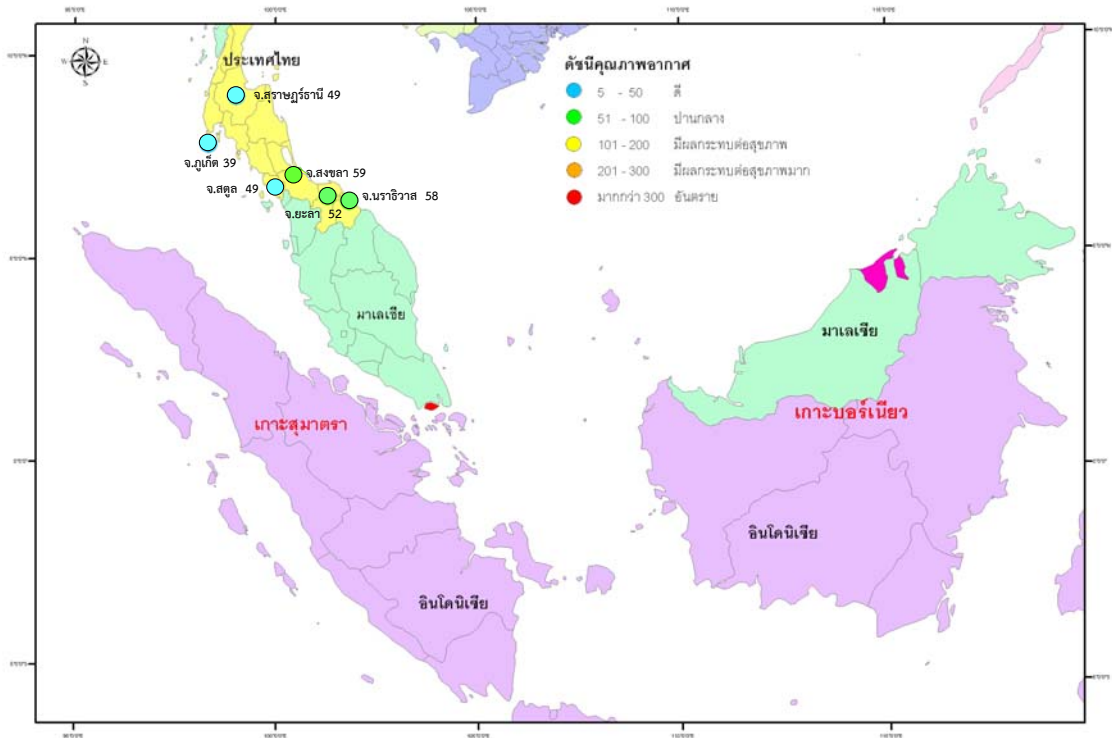 N
W E
S
ประเทศไทย
จ.สุราษฎร์ธานี 49
จ.ภูเก็ต 39
จ.สงขลา 59
จ.สตูล 49
จ.นราธิวาส 58
จ.ยะลา 52
ดัชนีคุณภาพอากาศ
5 - 50 ดี
51 - 100 ปานกลาง
101 - 200 มีผลกระทบต่อสุขภาพ
201 - 300 มีผลกระทบต่อสุขภาพมาก
มากกว่า 300 อันตราย
มาเลเซีย
มาเลเซีย
เกาะสุมาตรา
เกาะบอร์เนียว
อินโดนิเซีย
อินโดนิเซีย